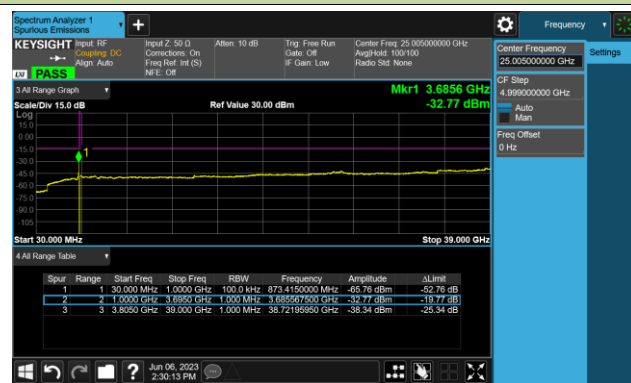 Spectrum Analyzer 1
Spurious Emissions
Frequency
KEYSIGHT Input: RF Input Z: 50 Ω Atten: 10 dB Trig: Free Run Center Freq: 25.005000000 GHz
Coupling: DC Corrections: On Gate: Off Avg|Hold: 100/100
Align: Auto Freq Ref: Int (S) IF Gain: Low Radio Std: None
NFE: Off
LXI PASS
Center Frequency
25.005000000 GHz
Settings
CF Step
4.999000000 GHz
Auto
Man
Freq Offset
0 Hz
3 All Range Graph
Mkr1 3.6856 GHz
Scale/Div 15.0 dB Ref Value 30.00 dBm -32.77 dBm
Log
15.0
0.00
-15.0
-30.0
-45.0
-60.0
-75.0
-90.0
-105
1
Start 30.000 MHz Stop 39.000 GHz
4 All Range Table
Spur Range Start Freq Stop Freq RBW Frequency Amplitude ΔLimit
1 1 30.000 MHz 1.0000 GHz 100.0 kHz 873.4150000 MHz -65.76 dBm -52.76 dB
2 2 1.0000 GHz 3.6950 GHz 1.000 MHz 3.685567500 GHz -32.77 dBm -19.77 dB
3 3 3.8050 GHz 39.000 GHz 1.000 MHz 38.72195950 GHz -38.34 dBm -25.34 dB
Jun 06, 2023
2:30:13 PM